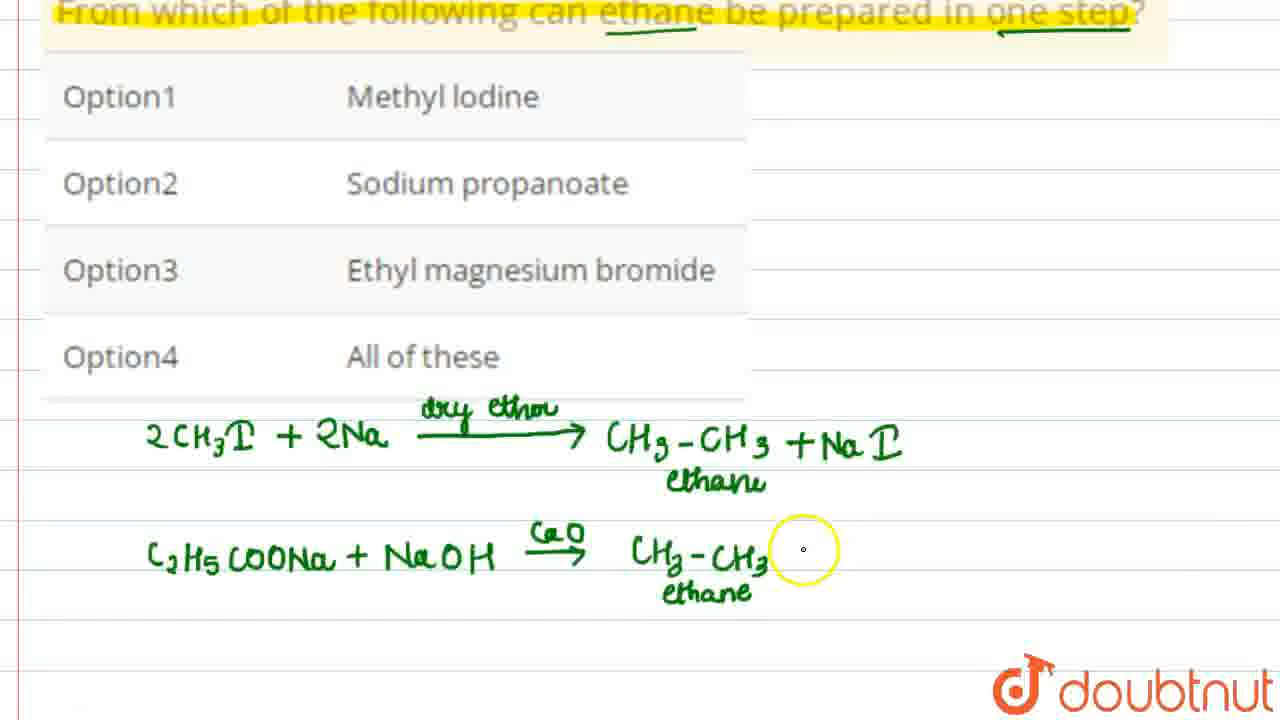 From which of the following can ethane be prepared in one step?
Option1 Methyl lodine
Option2 Sodium propanoate
Option3 Ethyl magnesium bromide
Option4 All of these
dry ether
2CH₃I + 2Na ⟶ CH₃-CH₃ + NaI
ethane
CaO
C₂H₅COONa + NaOH ⟶ CH₃-CH₃
ethane
doubtnut